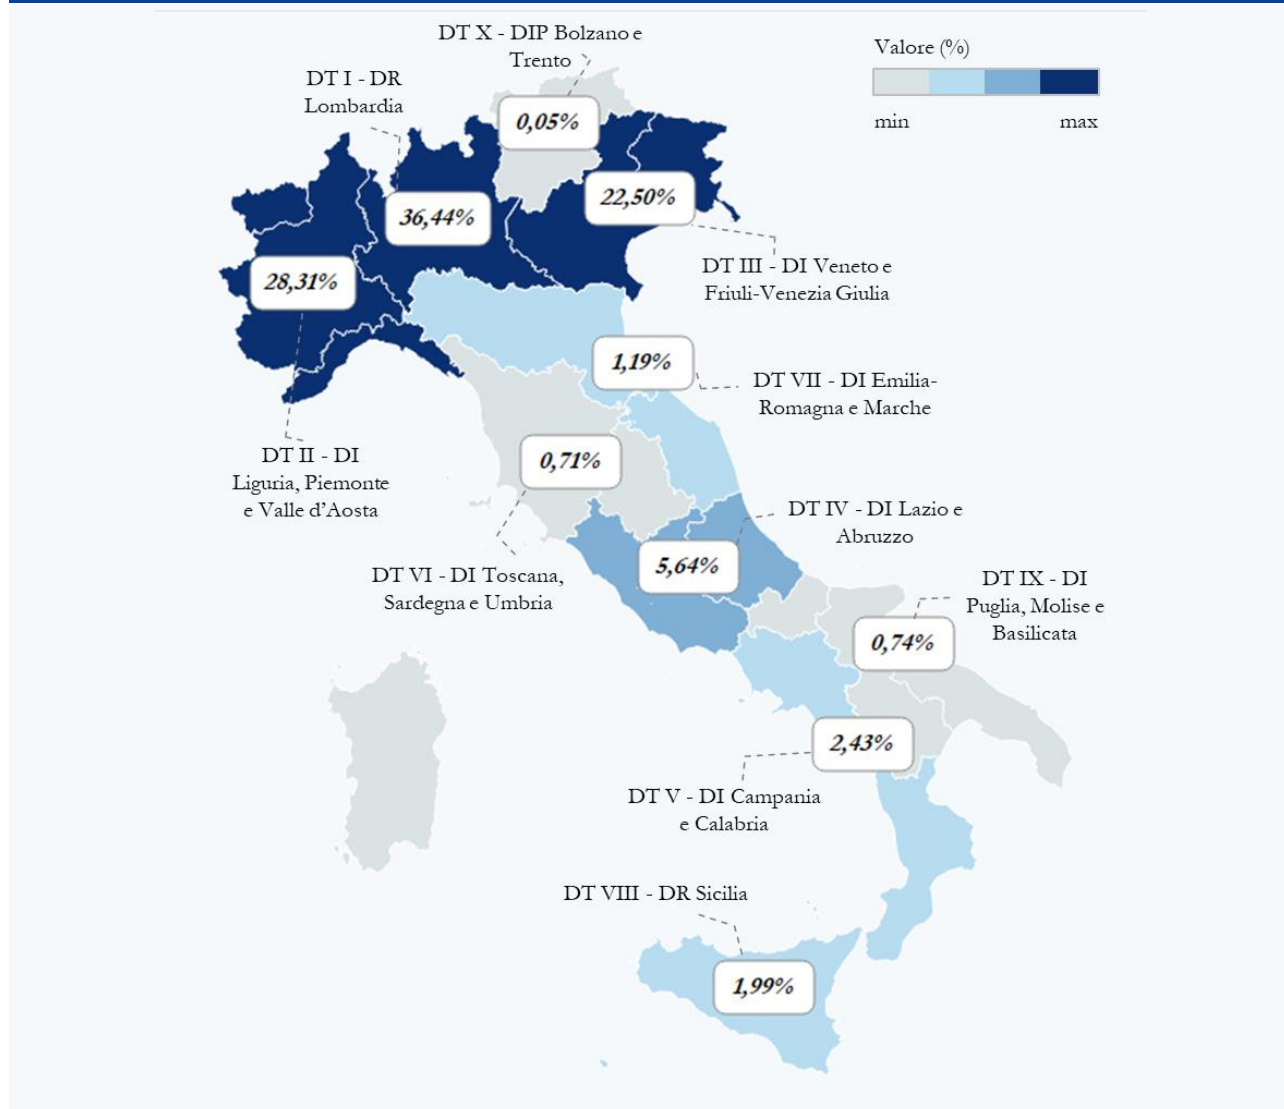 DT X - DIP Bolzano e
Trento
Valore (%)
min
max
DT I - DR
Lombardia
0,05%
22,50%
36,44%
28,31%
DT III - DI Veneto e
Friuli-Venezia Giulia
1,19%
DT VII - DI Emilia-
Romagna e Marche
DT II - DI
Liguria, Piemonte
e Valle d'Aosta
0,71%
DT IV - DI Lazio e
Abruzzo
5,64%
DT VI - DI Toscana,
Sardegna e Umbria
DT IX - DI
Puglia, Molise e
Basilicata
0,74%
2,43%
DT V - DI Campania
e Calabria
DT VIII - DR Sicilia
1,99%